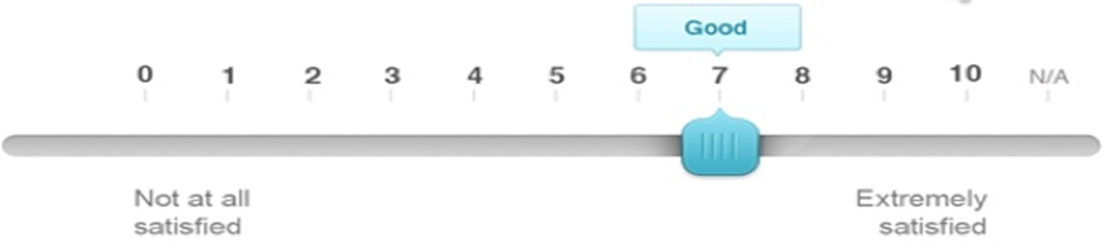 Good
0 1 2 3 4 5 6 7 8 9 10 N/A
Not at all
satisfied
Extremely
satisfied